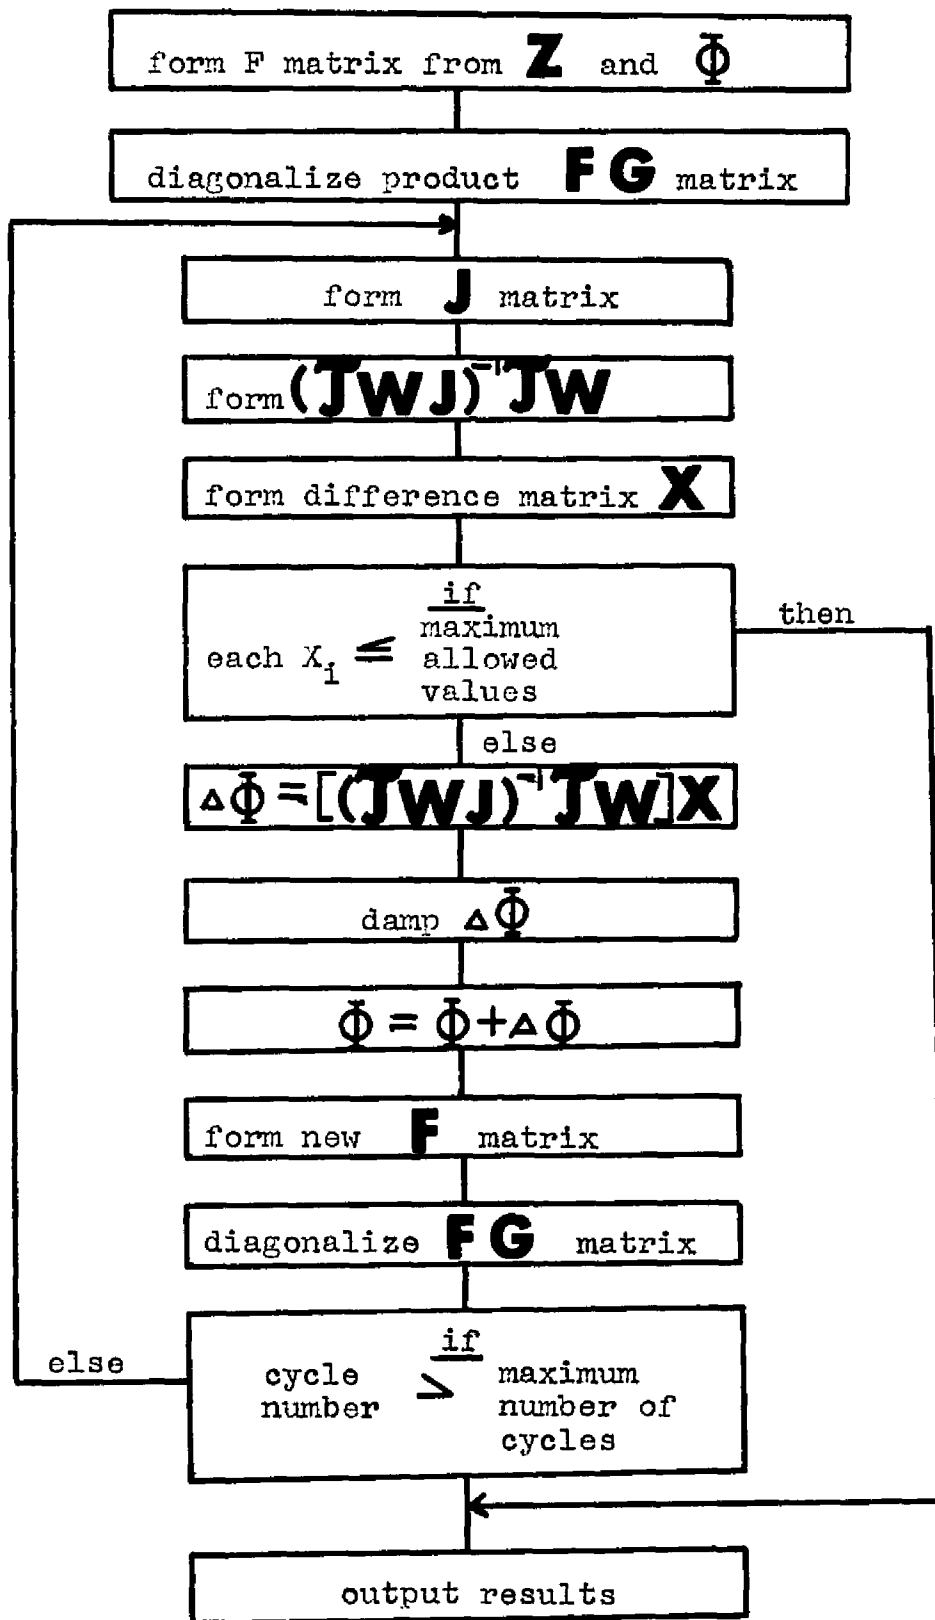 form F matrix from Z and Φ
diagonalize product F G matrix
form J matrix
form (J̃WJ)⁻¹J̃W
form difference matrix X
if
each Xᵢ ≤ maximum
allowed
values
then
else
ΔΦ = [(J̃WJ)⁻¹J̃W]X
damp ΔΦ
Φ = Φ + ΔΦ
form new F matrix
diagonalize F G matrix
if
cycle > maximum
number number of
cycles
else
output results